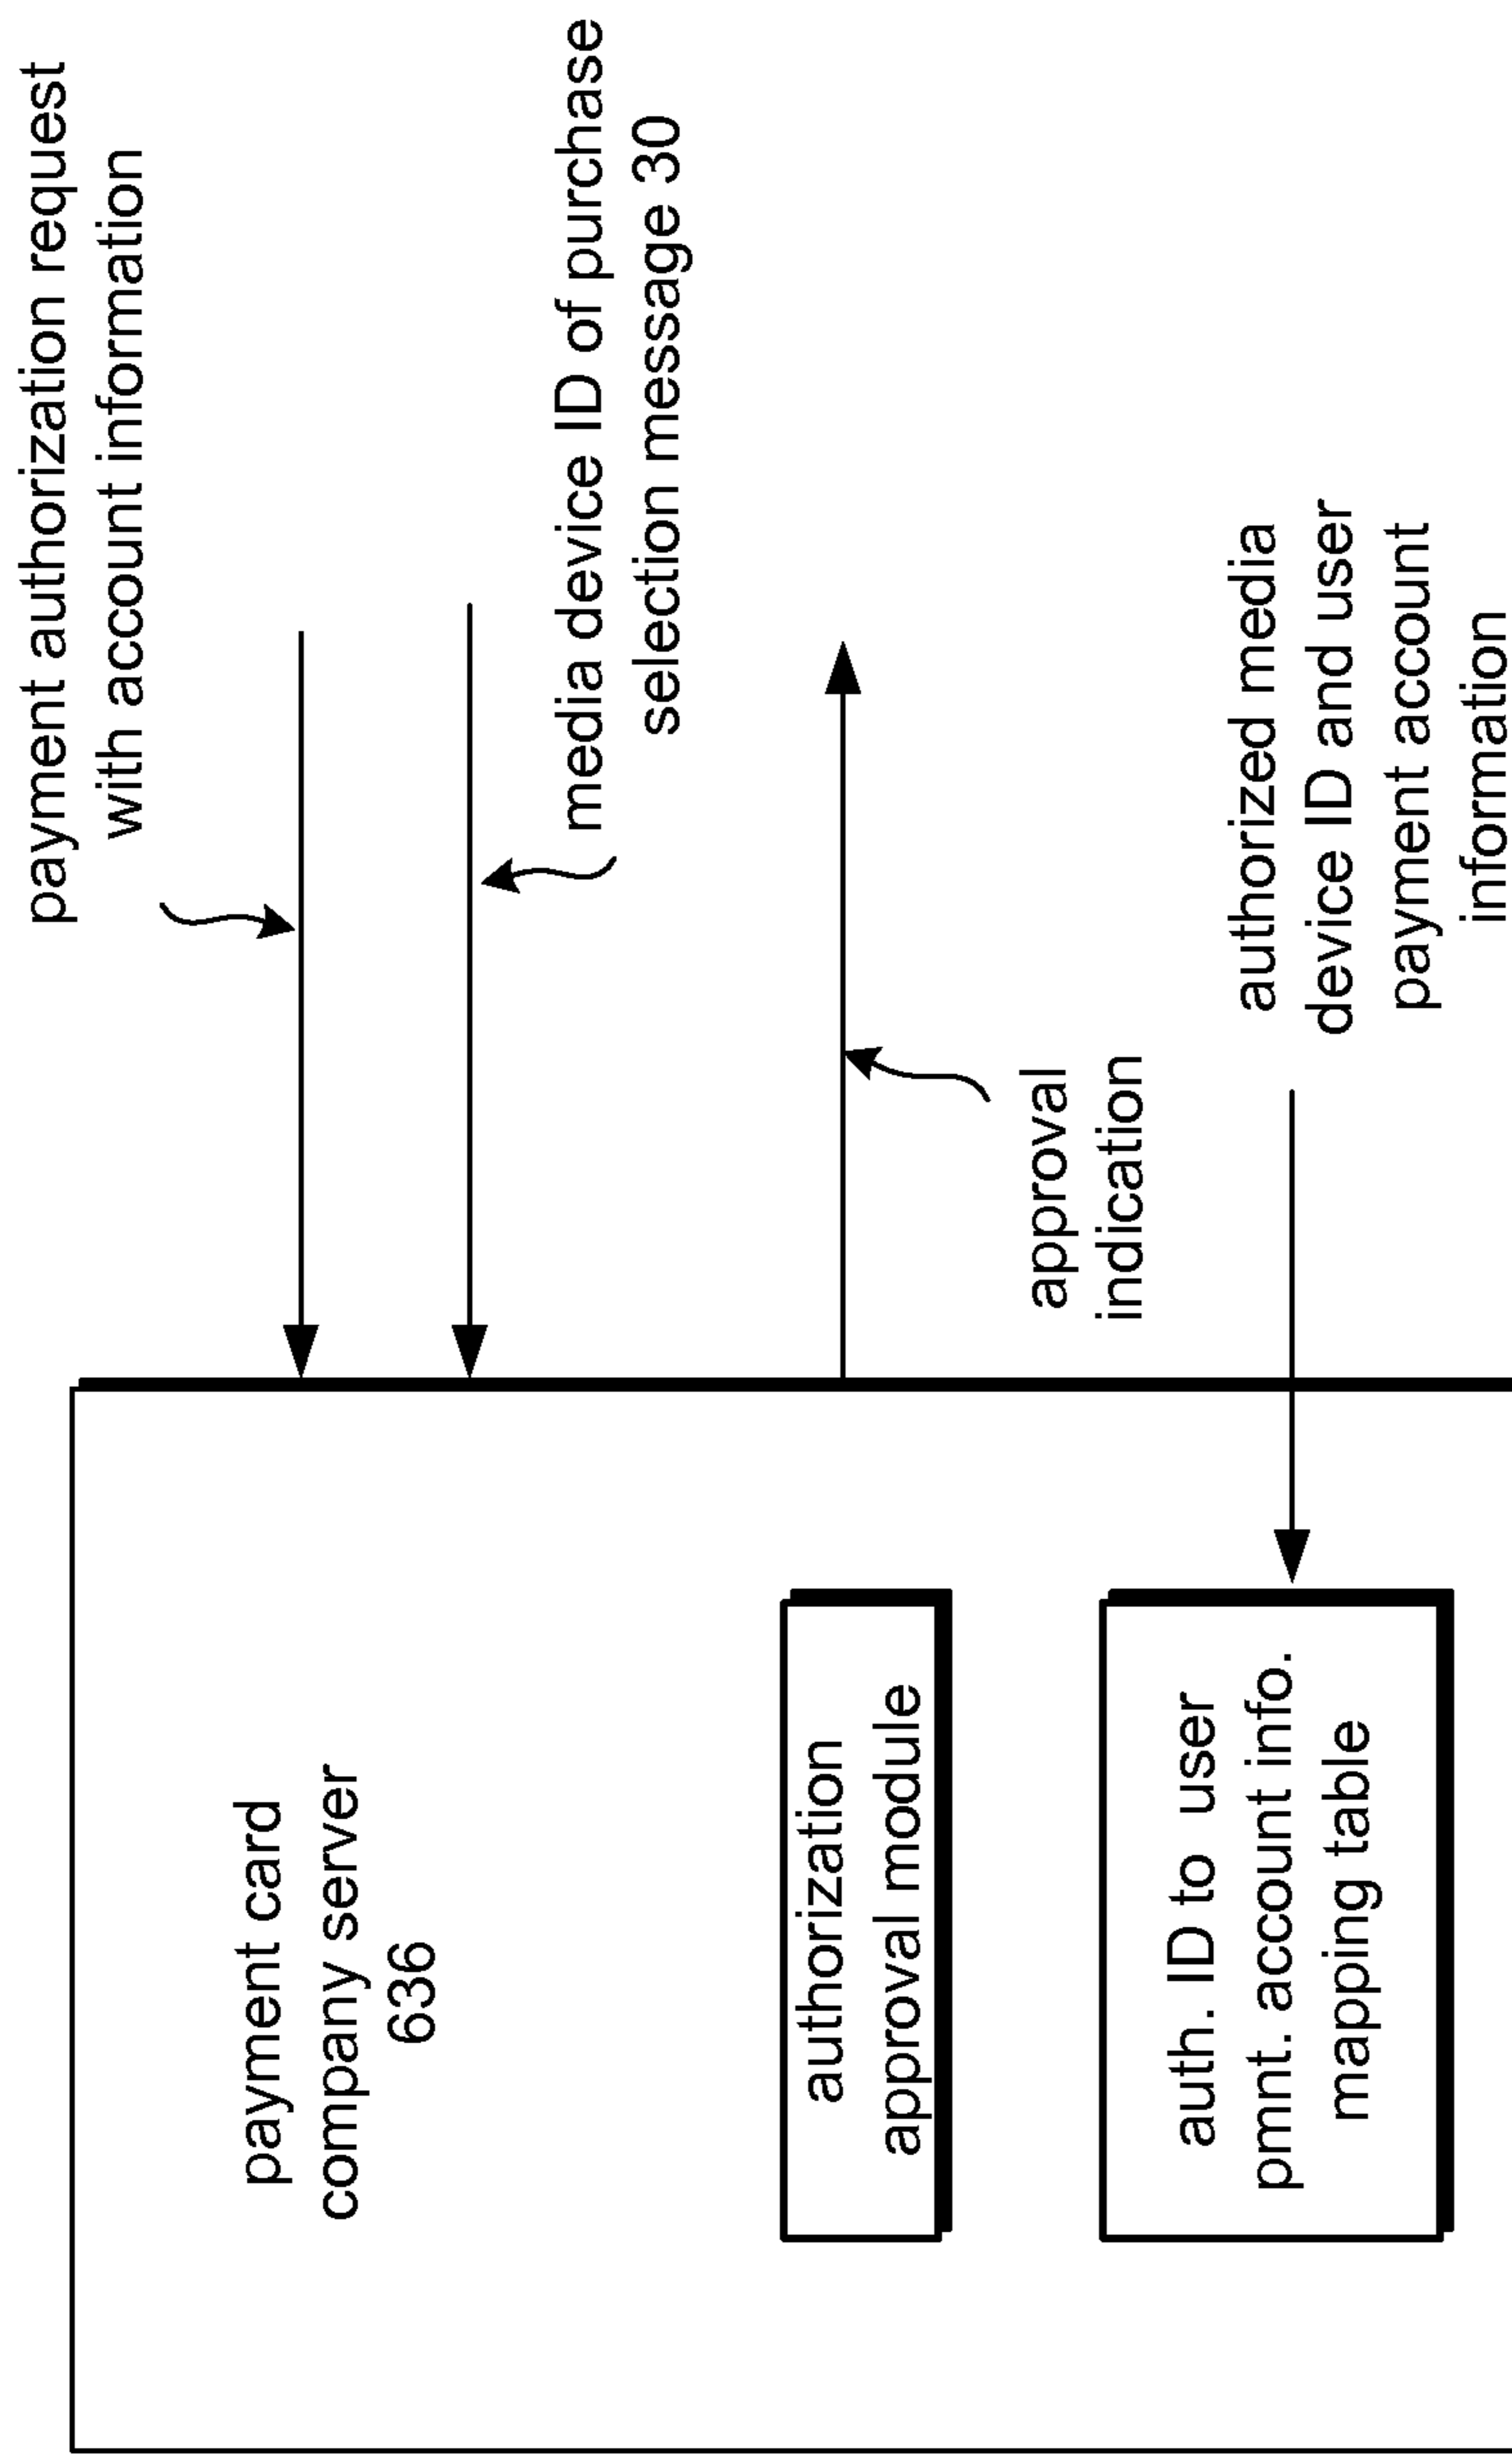 payment card
company server
636
authorization
approval module
auth. ID to user
pmnt. account info.
mapping table
payment authorization request
with account information
media device ID of purchase
selection message 30
approval
indication
authorized media
device ID and user
payment account
information